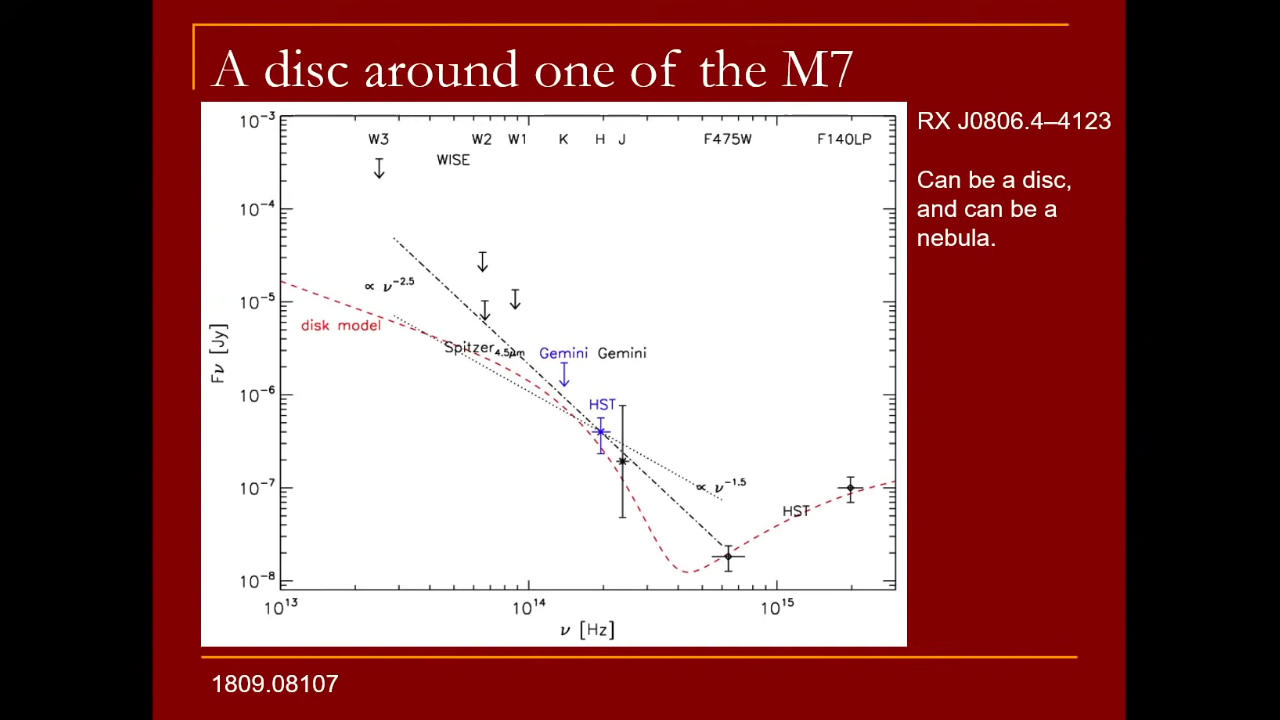 A disc around one of the M7
RX J0806.4–4123
Can be a disc,
and can be a
nebula.
W3 W2 W1 K H J F475W F140LP
WISE
∝ ν⁻²·⁵
disk model
Spitzer4.5μm
Gemini Gemini
HST
∝ ν⁻¹·⁵
HST
Fν [Jy]
10⁻³
10⁻⁴
10⁻⁵
10⁻⁶
10⁻⁷
10⁻⁸
10¹³ 10¹⁴ 10¹⁵
ν [Hz]
1809.08107